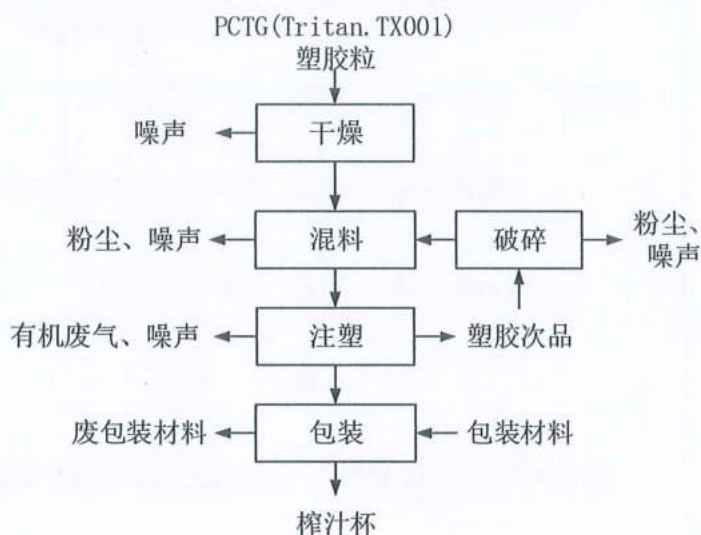 PCTG(Tritan.TX001)
塑胶粒
噪声
干燥
粉尘、噪声
混料
破碎
粉尘、
噪声
有机废气、噪声
注塑
塑胶次品
废包装材料
包装
包装材料
榨汁杯